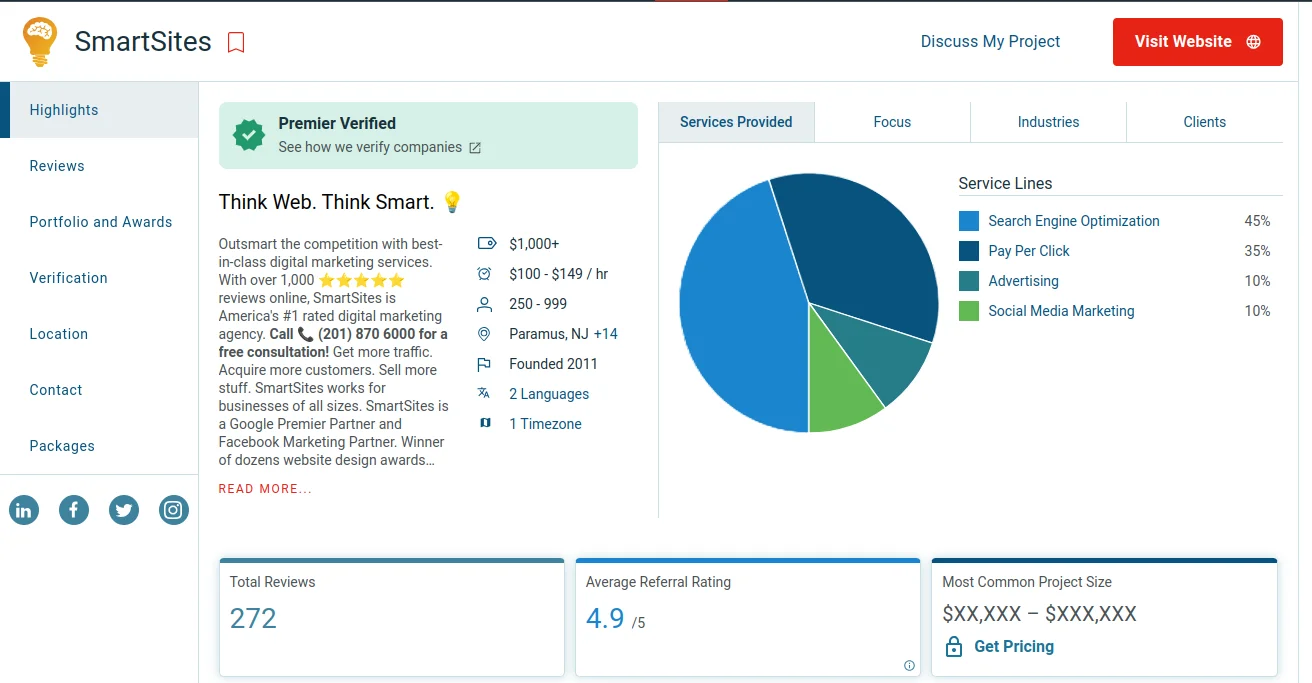 SmartSites
Discuss My Project
Visit Website
Highlights
Reviews
Portfolio and Awards
Verification
Location
Contact
Packages
Premier Verified
See how we verify companies
Think Web. Think Smart. 💡
Outsmart the competition with best-
in-class digital marketing services.
With over 1,000 ⭐⭐⭐⭐⭐
reviews online, SmartSites is
America's #1 rated digital marketing
agency. Call 📞 (201) 870 6000 for a
free consultation! Get more traffic.
Acquire more customers. Sell more
stuff. SmartSites works for
businesses of all sizes. SmartSites is
a Google Premier Partner and
Facebook Marketing Partner. Winner
of dozens website design awards...
READ MORE...
$1,000+
$100 - $149 / hr
250 - 999
Paramus, NJ +14
Founded 2011
2 Languages
1 Timezone
Services Provided
Focus
Industries
Clients
Service Lines
Search Engine Optimization 45%
Pay Per Click 35%
Advertising 10%
Social Media Marketing 10%
Total Reviews
272
Average Referral Rating
4.9 /5
Most Common Project Size
$XX,XXX – $XXX,XXX
Get Pricing